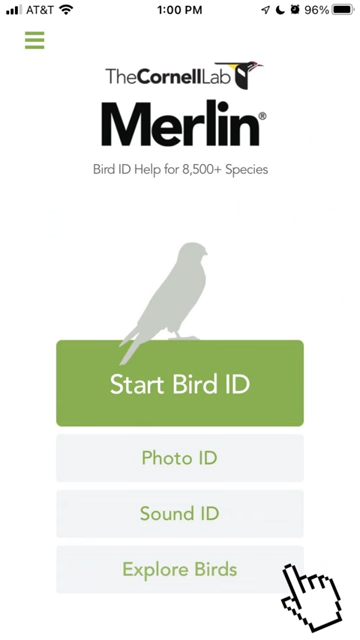 AT&T 1:00 PM 96%
TheCornellLab
Merlin®
Bird ID Help for 8,500+ Species
Start Bird ID
Photo ID
Sound ID
Explore Birds